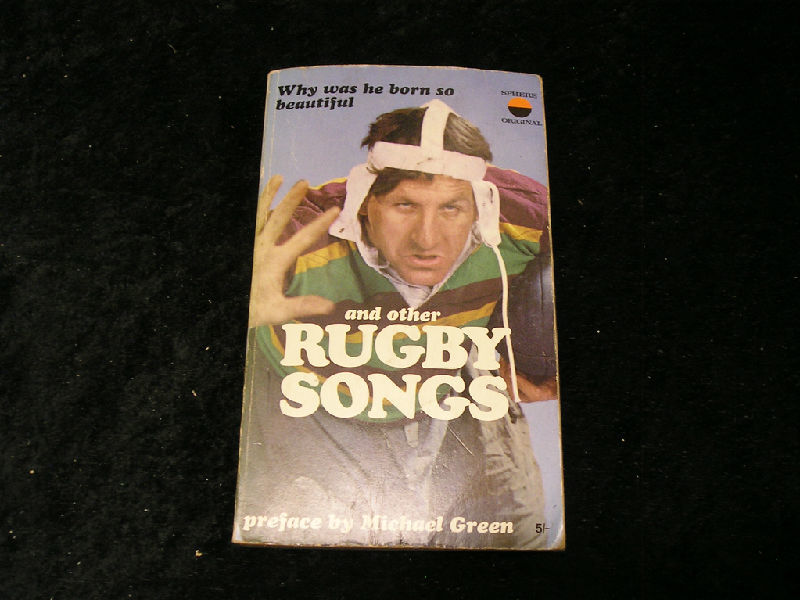 Why was he born so
beautiful
SPHERE
ORIGINAL
and other
RUGBY
SONGS
preface by Michael Green
5/-